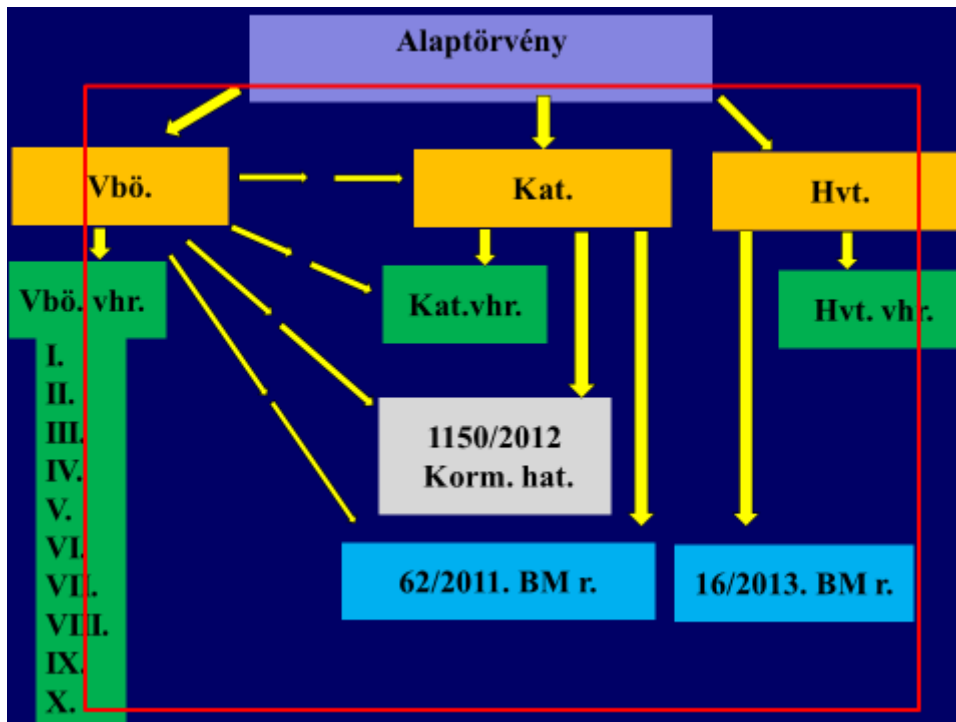 Alaptörvény
Vbö.
Kat.
Hvt.
Vbö. vhr.
Kat.vhr.
Hvt. vhr.
I.
II.
III.
IV.
V.
VI.
VII.
VIII.
IX.
X.
1150/2012
Korm. hat.
62/2011. BM r.
16/2013. BM r.